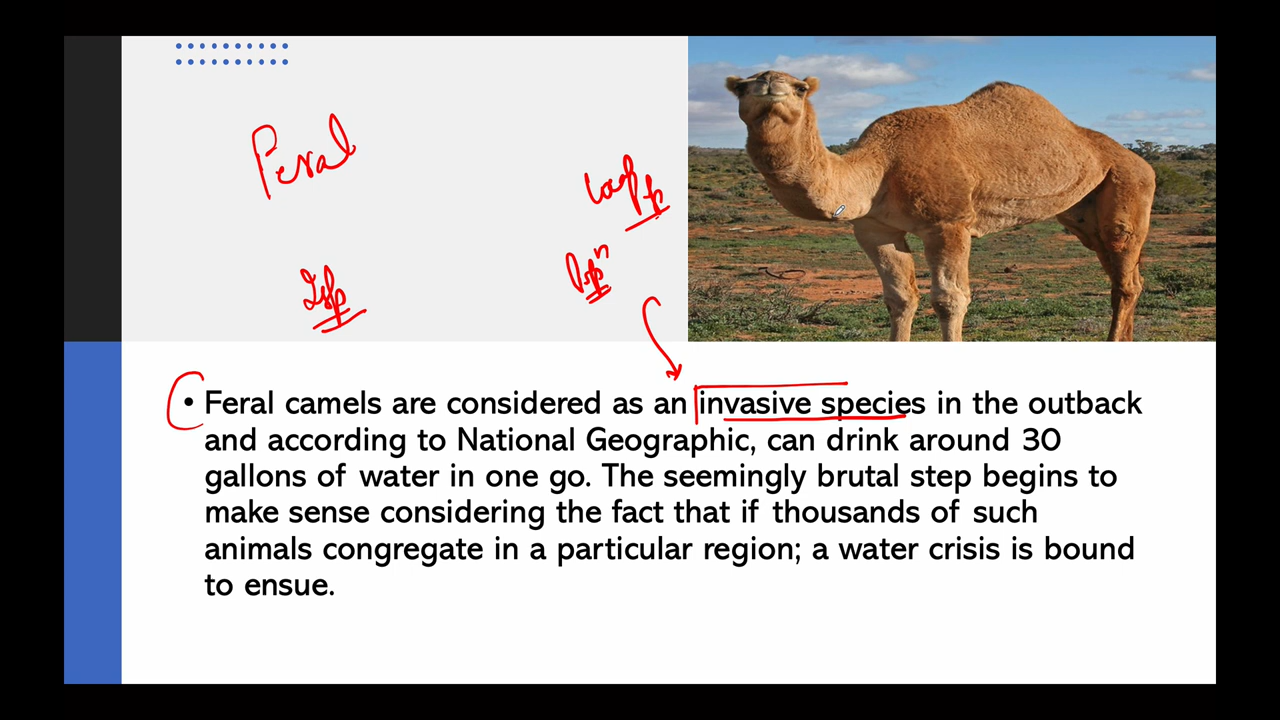 Feral
• Feral camels are considered as an invasive species in the outback
and according to National Geographic, can drink around 30
gallons of water in one go. The seemingly brutal step begins to
make sense considering the fact that if thousands of such
animals congregate in a particular region; a water crisis is bound
to ensue.